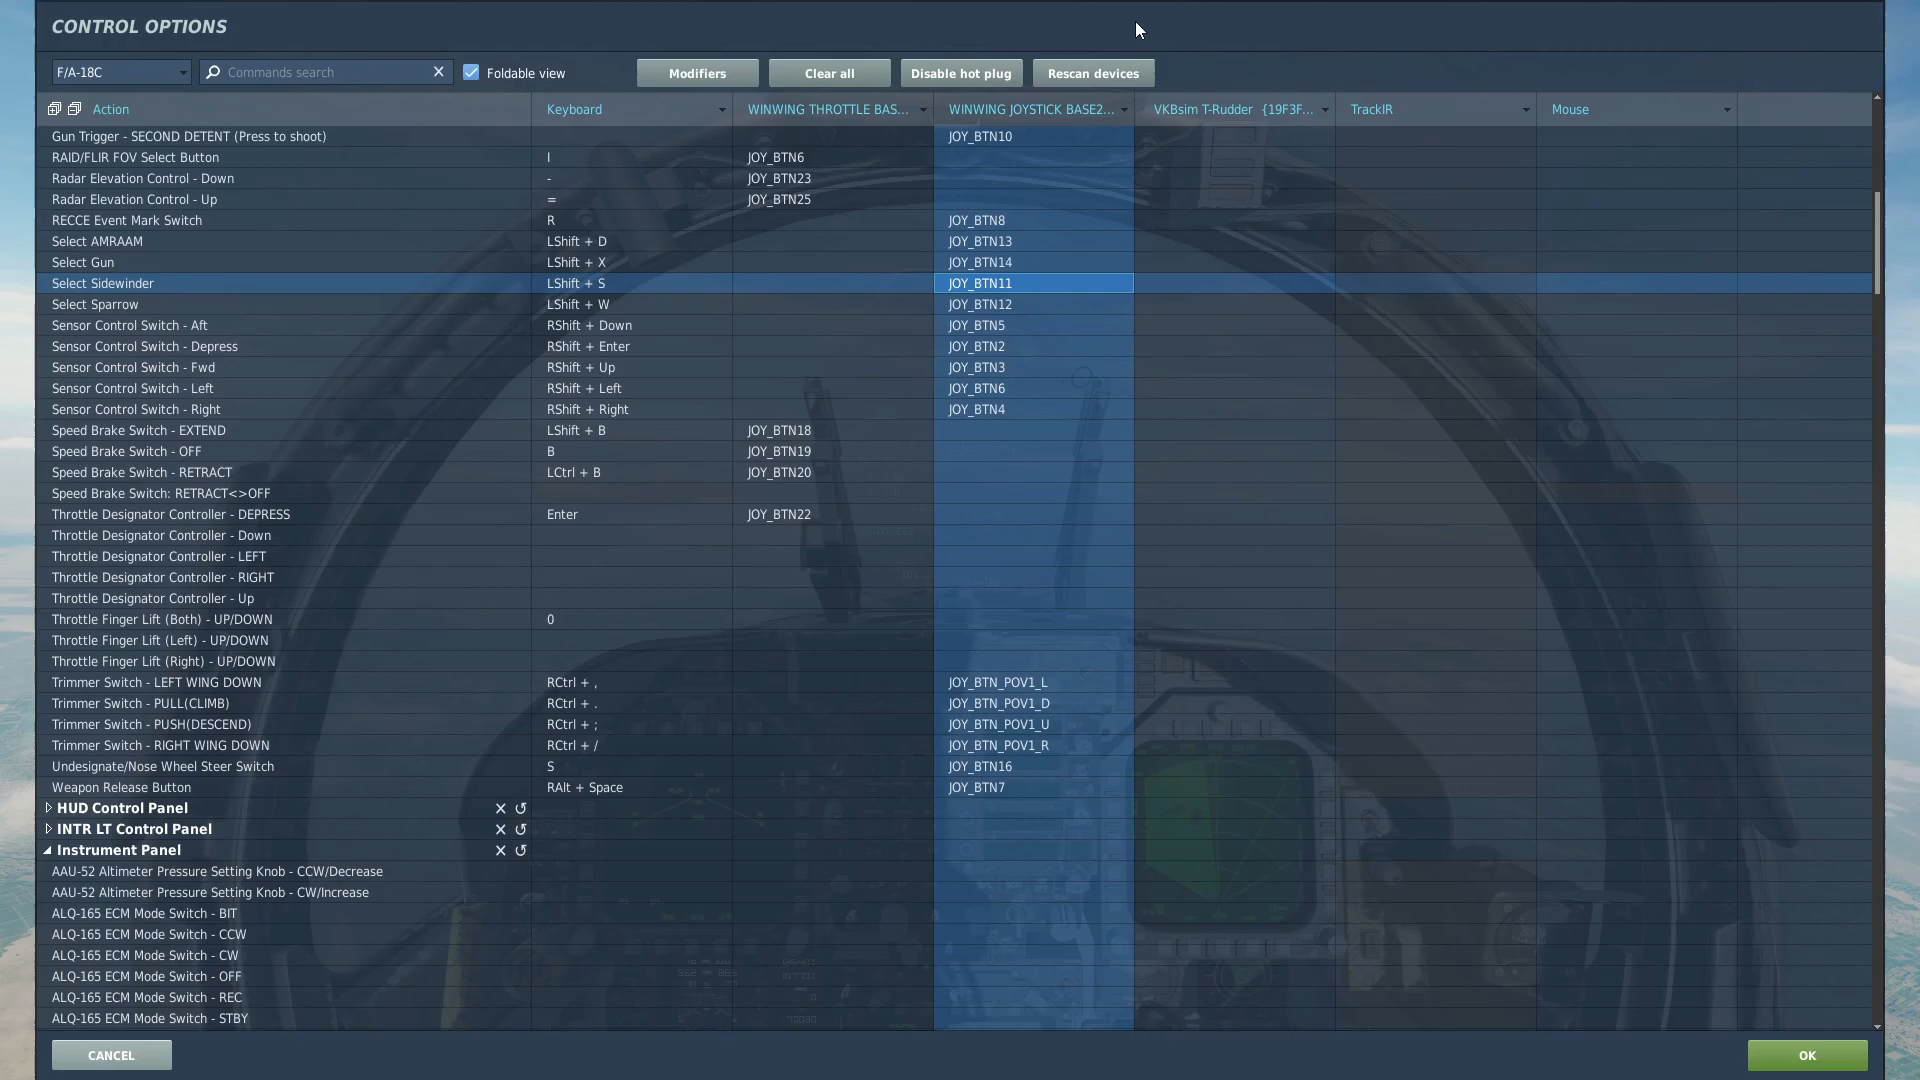 CONTROL OPTIONS
F/A-18C Commands search Foldable view Modifiers Clear all Disable hot plug Rescan devices
Action Keyboard WINWING THROTTLE BAS... WINWING JOYSTICK BASE2... VKBsim T-Rudder {19F3F... TrackIR Mouse
Gun Trigger - SECOND DETENT (Press to shoot) JOY_BTN10
RAID/FLIR FOV Select Button I JOY_BTN6
Radar Elevation Control - Down - JOY_BTN23
Radar Elevation Control - Up = JOY_BTN25
RECCE Event Mark Switch R JOY_BTN8
Select AMRAAM LShift + D JOY_BTN13
Select Gun LShift + X JOY_BTN14
Select Sidewinder LShift + S JOY_BTN11
Select Sparrow LShift + W JOY_BTN12
Sensor Control Switch - Aft RShift + Down JOY_BTN5
Sensor Control Switch - Depress RShift + Enter JOY_BTN2
Sensor Control Switch - Fwd RShift + Up JOY_BTN3
Sensor Control Switch - Left RShift + Left JOY_BTN6
Sensor Control Switch - Right RShift + Right JOY_BTN4
Speed Brake Switch - EXTEND LShift + B JOY_BTN18
Speed Brake Switch - OFF B JOY_BTN19
Speed Brake Switch - RETRACT LCtrl + B JOY_BTN20
Speed Brake Switch: RETRACT<>OFF
Throttle Designator Controller - DEPRESS Enter JOY_BTN22
Throttle Designator Controller - Down
Throttle Designator Controller - LEFT
Throttle Designator Controller - RIGHT
Throttle Designator Controller - Up
Throttle Finger Lift (Both) - UP/DOWN 0
Throttle Finger Lift (Left) - UP/DOWN
Throttle Finger Lift (Right) - UP/DOWN
Trimmer Switch - LEFT WING DOWN RCtrl + , JOY_BTN_POV1_L
Trimmer Switch - PULL(CLIMB) RCtrl + . JOY_BTN_POV1_D
Trimmer Switch - PUSH(DESCEND) RCtrl + ; JOY_BTN_POV1_U
Trimmer Switch - RIGHT WING DOWN RCtrl + / JOY_BTN_POV1_R
Undesignate/Nose Wheel Steer Switch S JOY_BTN16
Weapon Release Button RAlt + Space JOY_BTN7
HUD Control Panel
INTR LT Control Panel
Instrument Panel
AAU-52 Altimeter Pressure Setting Knob - CCW/Decrease
AAU-52 Altimeter Pressure Setting Knob - CW/Increase
ALQ-165 ECM Mode Switch - BIT
ALQ-165 ECM Mode Switch - CCW
ALQ-165 ECM Mode Switch - CW
ALQ-165 ECM Mode Switch - OFF
ALQ-165 ECM Mode Switch - REC
ALQ-165 ECM Mode Switch - STBY
CANCEL OK